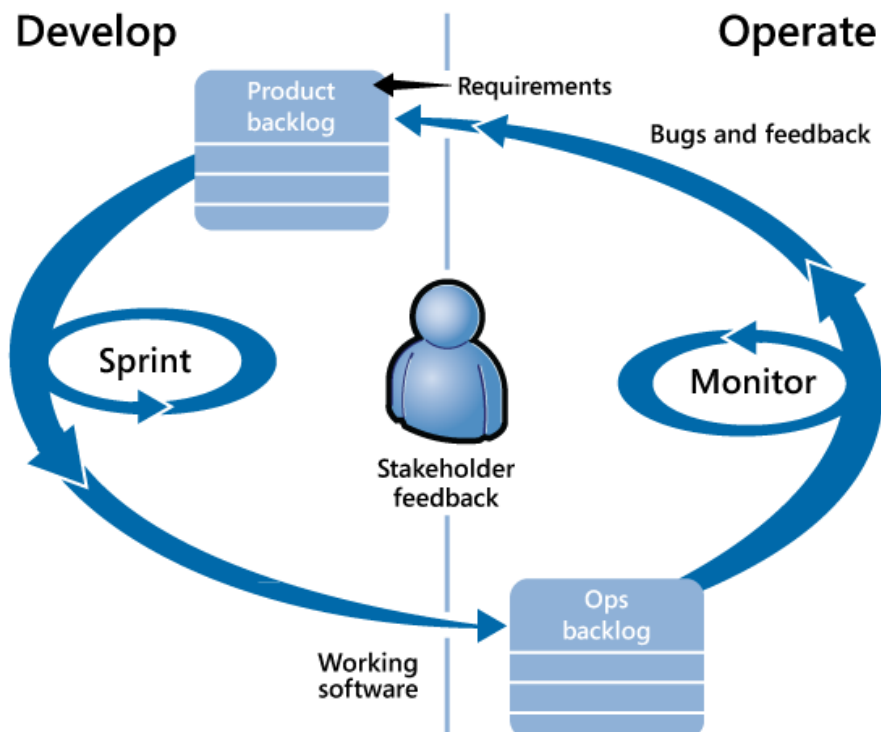 Develop
Operate
Product
backlog
Requirements
Bugs and feedback
Sprint
Monitor
Stakeholder
feedback
Ops
backlog
Working
software